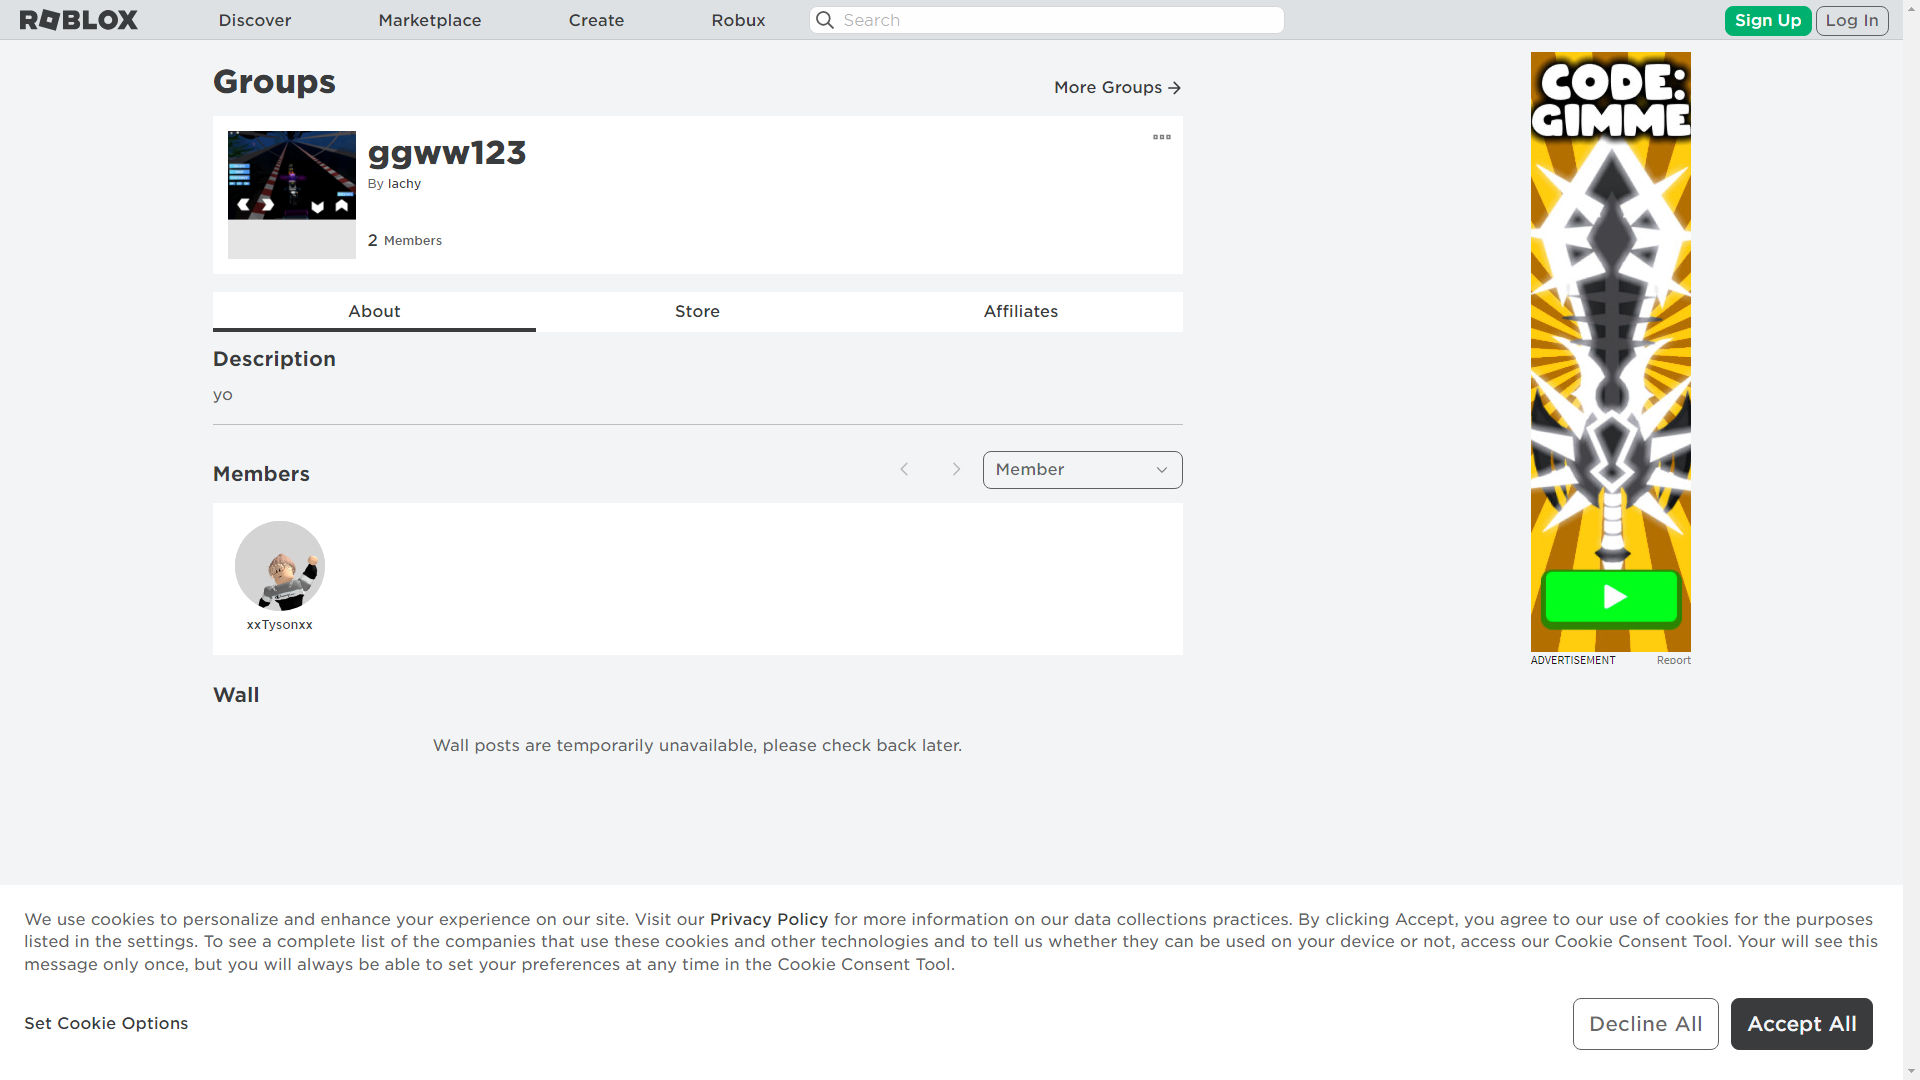 ROBLOX
Discover
Marketplace
Create
Robux
Search
Sign Up
Log In
Groups
More Groups
ggww123
By lachy
2 Members
About
Store
Affiliates
Description
yo
Members
Member
xxTysonxx
Wall
Wall posts are temporarily unavailable, please check back later.
CODE:
GIMME
ADVERTISEMENT
Report
We use cookies to personalize and enhance your experience on our site. Visit our Privacy Policy for more information on our data collections practices. By clicking Accept, you agree to our use of cookies for the purposes
listed in the settings. To see a complete list of the companies that use these cookies and other technologies and to tell us whether they can be used on your device or not, access our Cookie Consent Tool. Your will see this
message only once, but you will always be able to set your preferences at any time in the Cookie Consent Tool.
Set Cookie Options
Decline All
Accept All